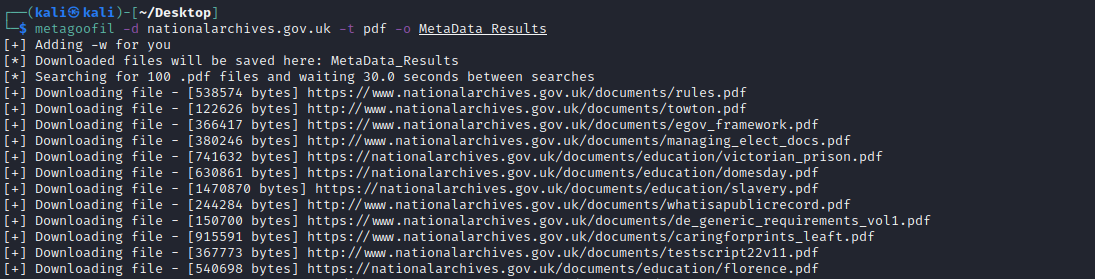 ┌──(kali㉿kali)-[~/Desktop]
└─$ metagoofil -d nationalarchives.gov.uk -t pdf -o MetaData_Results
[+] Adding -w for you
[*] Downloaded files will be saved here: MetaData_Results
[*] Searching for 100 .pdf files and waiting 30.0 seconds between searches
[+] Downloading file - [538574 bytes] https://www.nationalarchives.gov.uk/documents/rules.pdf
[+] Downloading file - [122626 bytes] http://www.nationalarchives.gov.uk/documents/towton.pdf
[+] Downloading file - [366417 bytes] https://www.nationalarchives.gov.uk/documents/egov_framework.pdf
[+] Downloading file - [380246 bytes] https://www.nationalarchives.gov.uk/documents/managing_elect_docs.pdf
[+] Downloading file - [741632 bytes] https://nationalarchives.gov.uk/documents/education/victorian_prison.pdf
[+] Downloading file - [630861 bytes] https://nationalarchives.gov.uk/documents/education/domesday.pdf
[+] Downloading file - [1470870 bytes] https://nationalarchives.gov.uk/documents/education/slavery.pdf
[+] Downloading file - [244284 bytes] http://www.nationalarchives.gov.uk/documents/whatisapublicrecord.pdf
[+] Downloading file - [150700 bytes] https://www.nationalarchives.gov.uk/documents/de_generic_requirements_vol1.pdf
[+] Downloading file - [915591 bytes] https://www.nationalarchives.gov.uk/documents/caringforprints_leaft.pdf
[+] Downloading file - [367773 bytes] https://www.nationalarchives.gov.uk/documents/testscript22v11.pdf
[+] Downloading file - [540698 bytes] https://nationalarchives.gov.uk/documents/education/florence.pdf